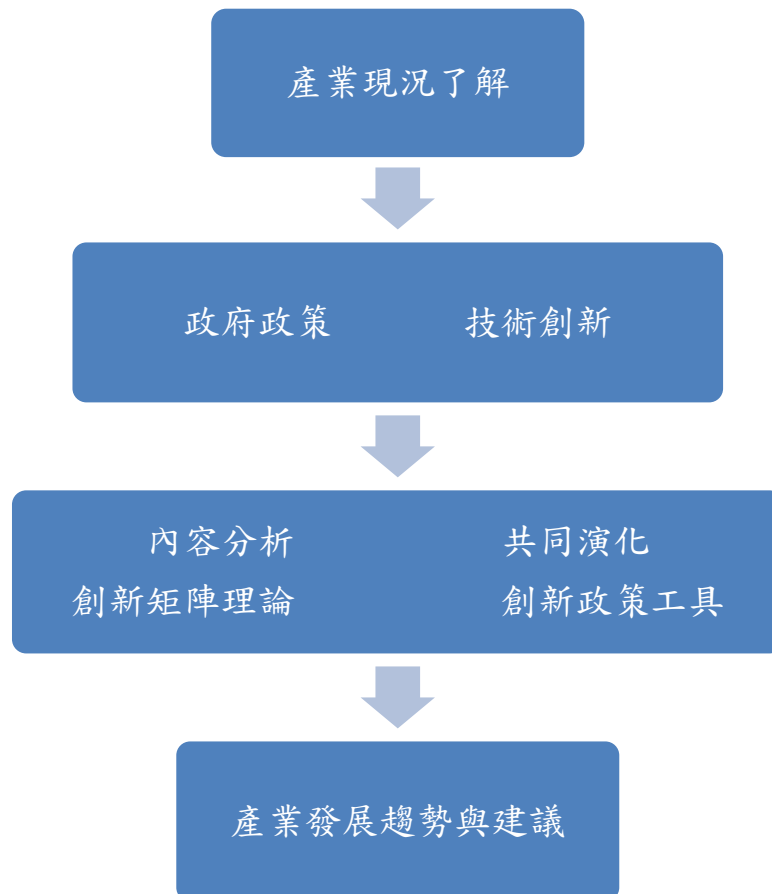 產業現況了解
政府政策 技術創新
內容分析 共同演化
創新矩陣理論 創新政策工具
產業發展趨勢與建議